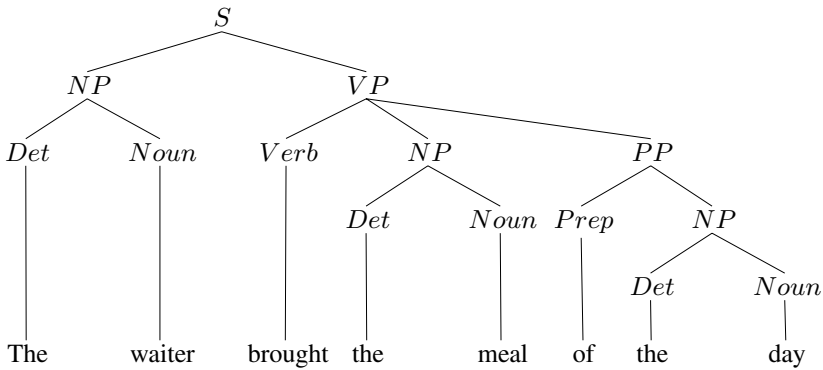 S
NP VP
Det Noun Verb NP PP
Det Noun Prep NP
Det Noun
The waiter brought the meal of the day